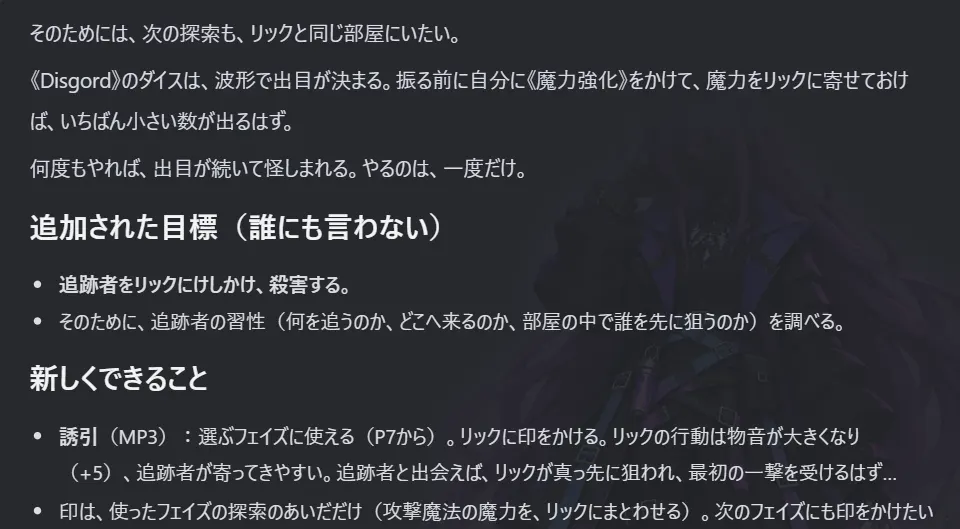 そのためには、次の探索も、リックと同じ部屋にいたい。
《Disgord》のダイスは、波形で出目が決まる。振る前に自分に《魔力強化》をかけて、魔力をリックに寄せておけ
ば、いちばん小さい数が出るはず。
何度もやれば、出目が続いて怪しまれる。やるのは、一度だけ。
追加された目標（誰にも言わない）
• 追跡者をリックにけしかけ、殺害する。
• そのために、追跡者の習性（何を追うのか、どこへ来るのか、部屋の中で誰を先に狙うのか）を調べる。
新しくできること
• 誘引（MP3）：選ぶフェイズに使える（P7から）。リックに印をかける。リックの行動は物音が大きくなり
（+5）、追跡者が寄ってきやすい。追跡者と出会えば、リックが真っ先に狙われ、最初の一撃を受けるはず…
• 印は、使ったフェイズの探索のあいだだけ（攻撃魔法の魔力を、リックにまとわせる）。次のフェイズにも印をかけたい